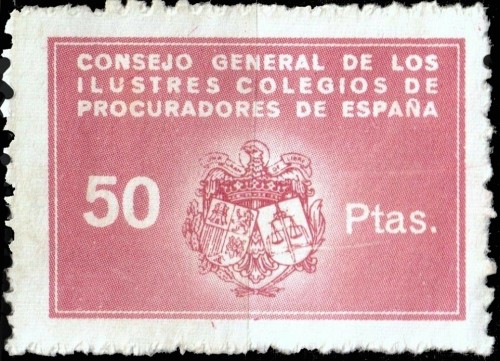 CONSEJO GENERAL DE LOS
ILUSTRES COLEGIOS DE
PROCURADORES DE ESPAÑA
50 Ptas.